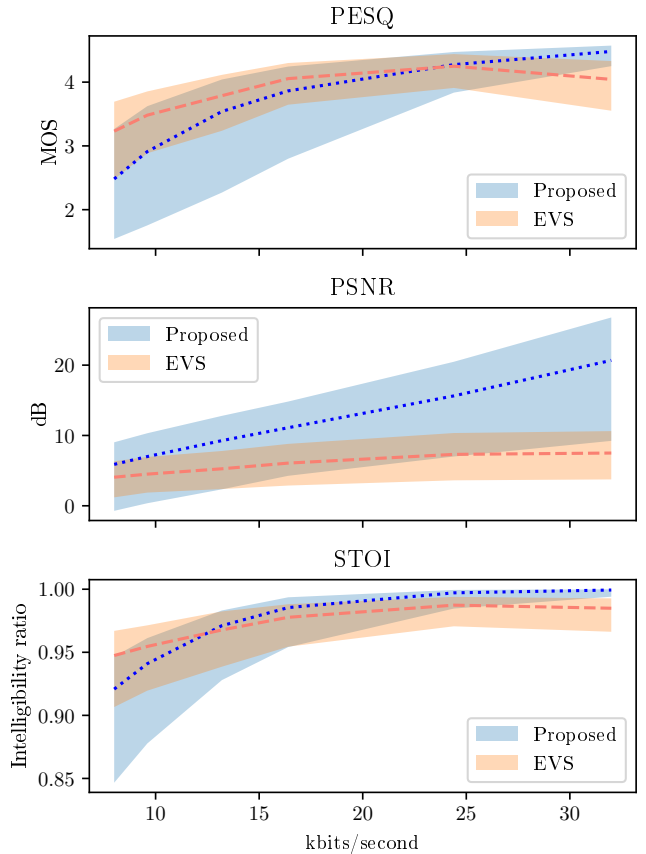 PESQ
4
3
2
MOS
Proposed
EVS
PSNR
20
10
0
dB
Proposed
EVS
STOI
1.00
0.95
0.90
0.85
Intelligibility ratio
Proposed
EVS
10 15 20 25 30
kbits/second